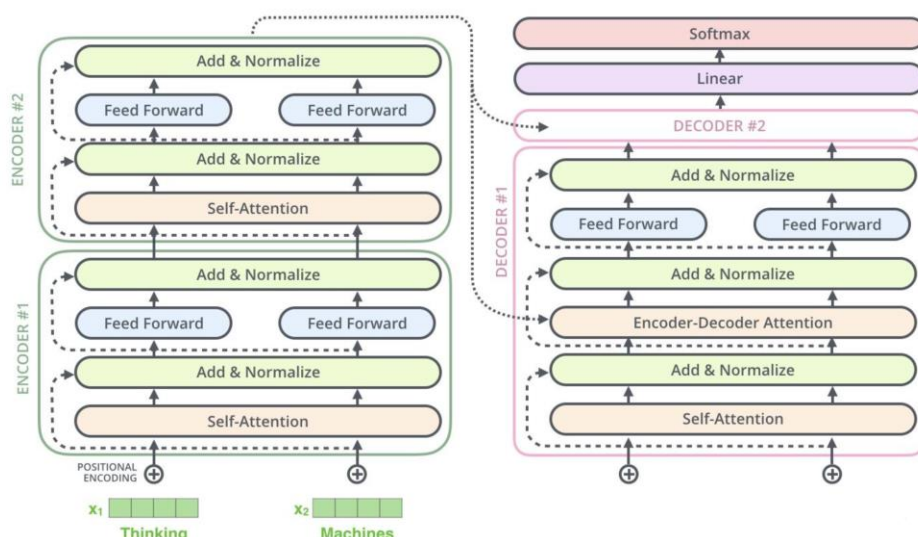 ENCODER #2
Add & Normalize
Feed Forward Feed Forward
Add & Normalize
Self-Attention
ENCODER #1
Add & Normalize
Feed Forward Feed Forward
Add & Normalize
Self-Attention
POSITIONAL
ENCODING
x₁ x₂
Thinking Machines
Softmax
Linear
DECODER #2
DECODER #1
Add & Normalize
Feed Forward Feed Forward
Add & Normalize
Encoder-Decoder Attention
Add & Normalize
Self-Attention